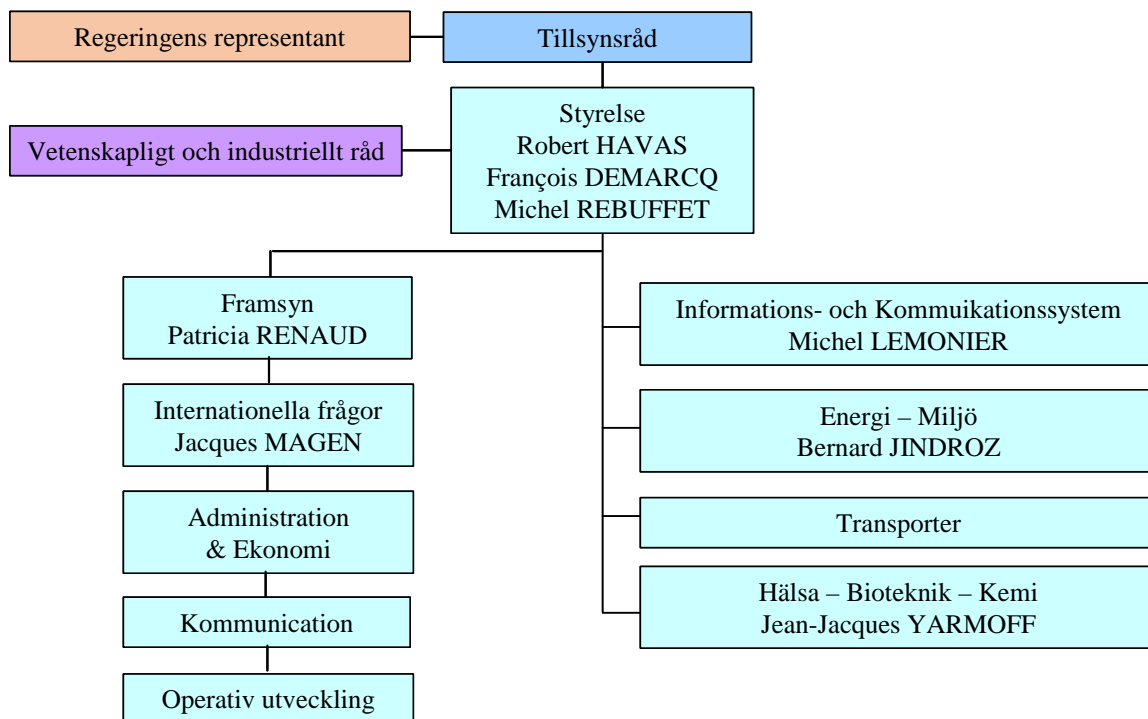 Regeringens representant
Tillsynsråd
Styrelse
Robert HAVAS
François DEMARCQ
Michel REBUFFET
Vetenskapligt och industriellt råd
Framsyn
Patricia RENAUD
Internationella frågor
Jacques MAGEN
Administration
& Ekonomi
Kommunication
Operativ utveckling
Informations- och Kommuikationssystem
Michel LEMONIER
Energi – Miljö
Bernard JINDROZ
Transporter
Hälsa – Bioteknik – Kemi
Jean-Jacques YARMOFF